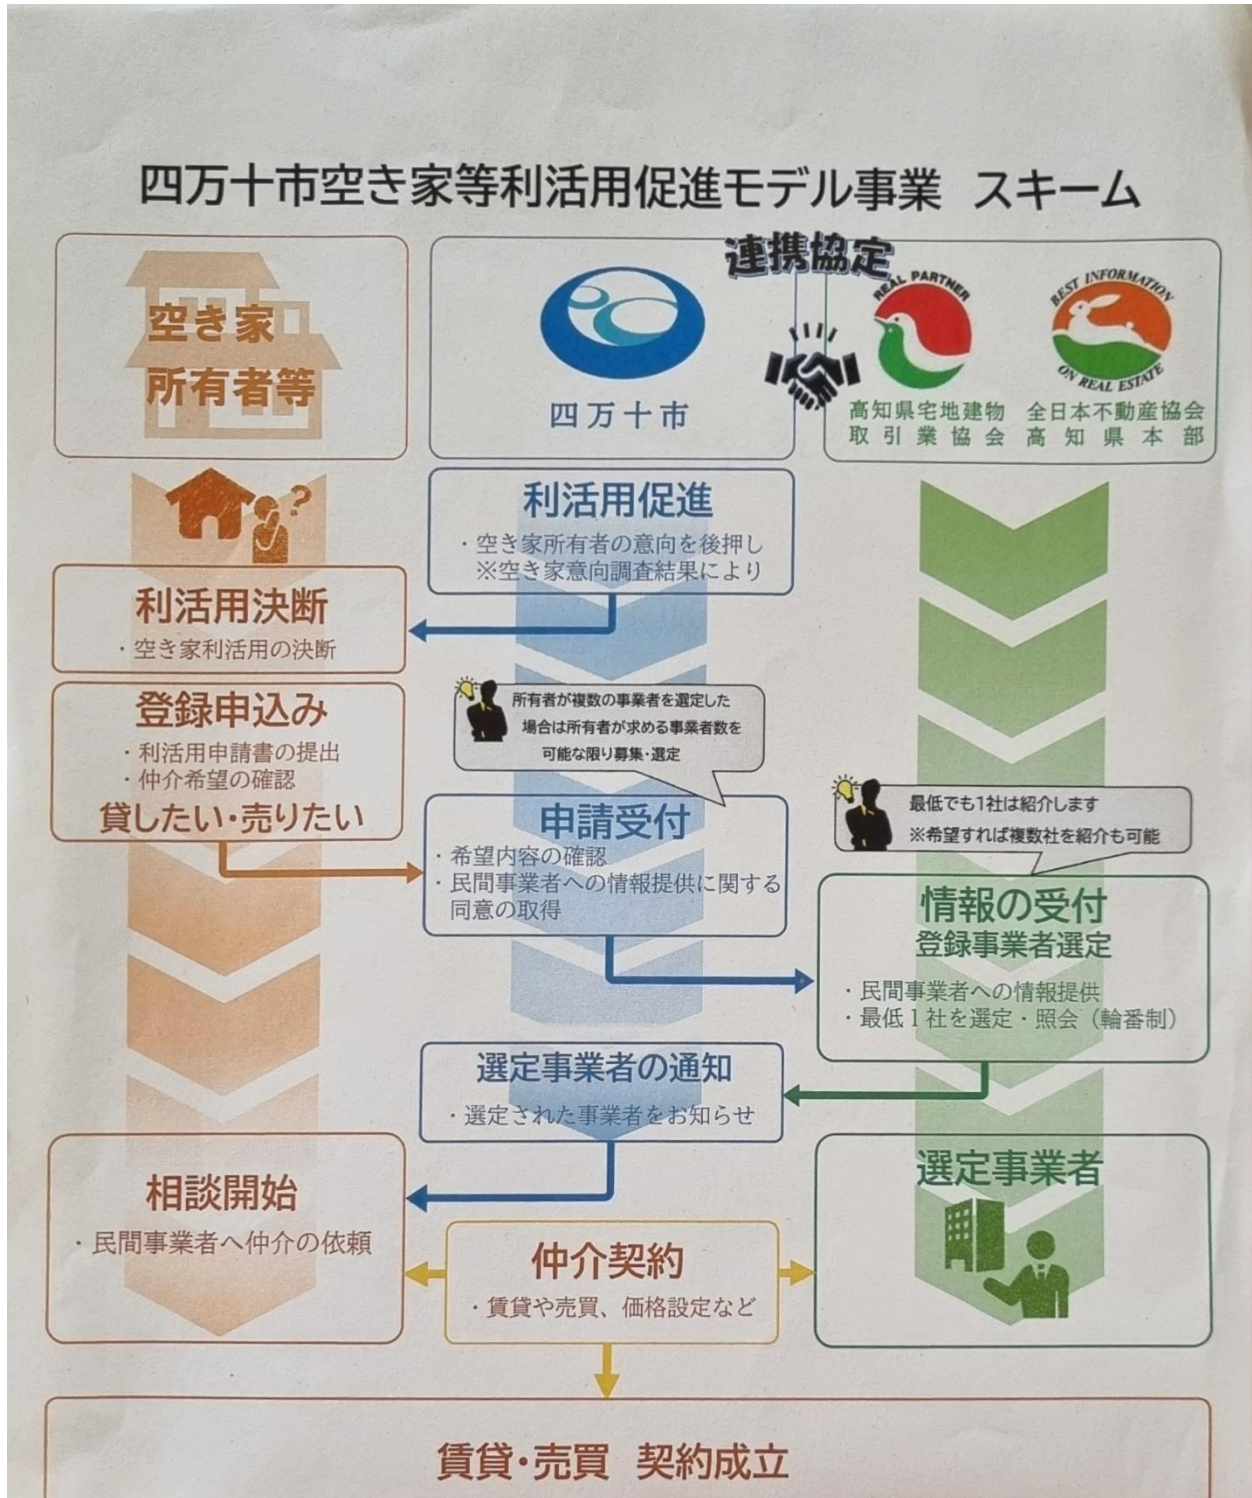 四万十市空き家等利活用促進モデル事業 スキーム
空き家
所有者等
四万十市
連携協定
REAL PARTNER
高知県宅地建物
取引業協会
BEST INFORMATION
ON REAL ESTATE
全日本不動産協会
高知県本部
利活用促進
・空き家所有者の意向を後押し
※空き家意向調査結果により
?
利活用決断
・空き家利活用の決断
登録申込み
・利活用申請書の提出
・仲介希望の確認
貸したい・売りたい
所有者が複数の事業者を選定した
場合は所有者が求める事業者数を
可能な限り募集・選定
申請受付
・希望内容の確認
・民間事業者への情報提供に関する
同意の取得
最低でも1社は紹介します
※希望すれば複数社を紹介も可能
情報の受付
登録事業者選定
・民間事業者への情報提供
・最低1社を選定・照会（輪番制）
選定事業者の通知
・選定された事業者をお知らせ
相談開始
・民間事業者へ仲介の依頼
仲介契約
・賃貸や売買、価格設定など
選定事業者
賃貸・売買 契約成立